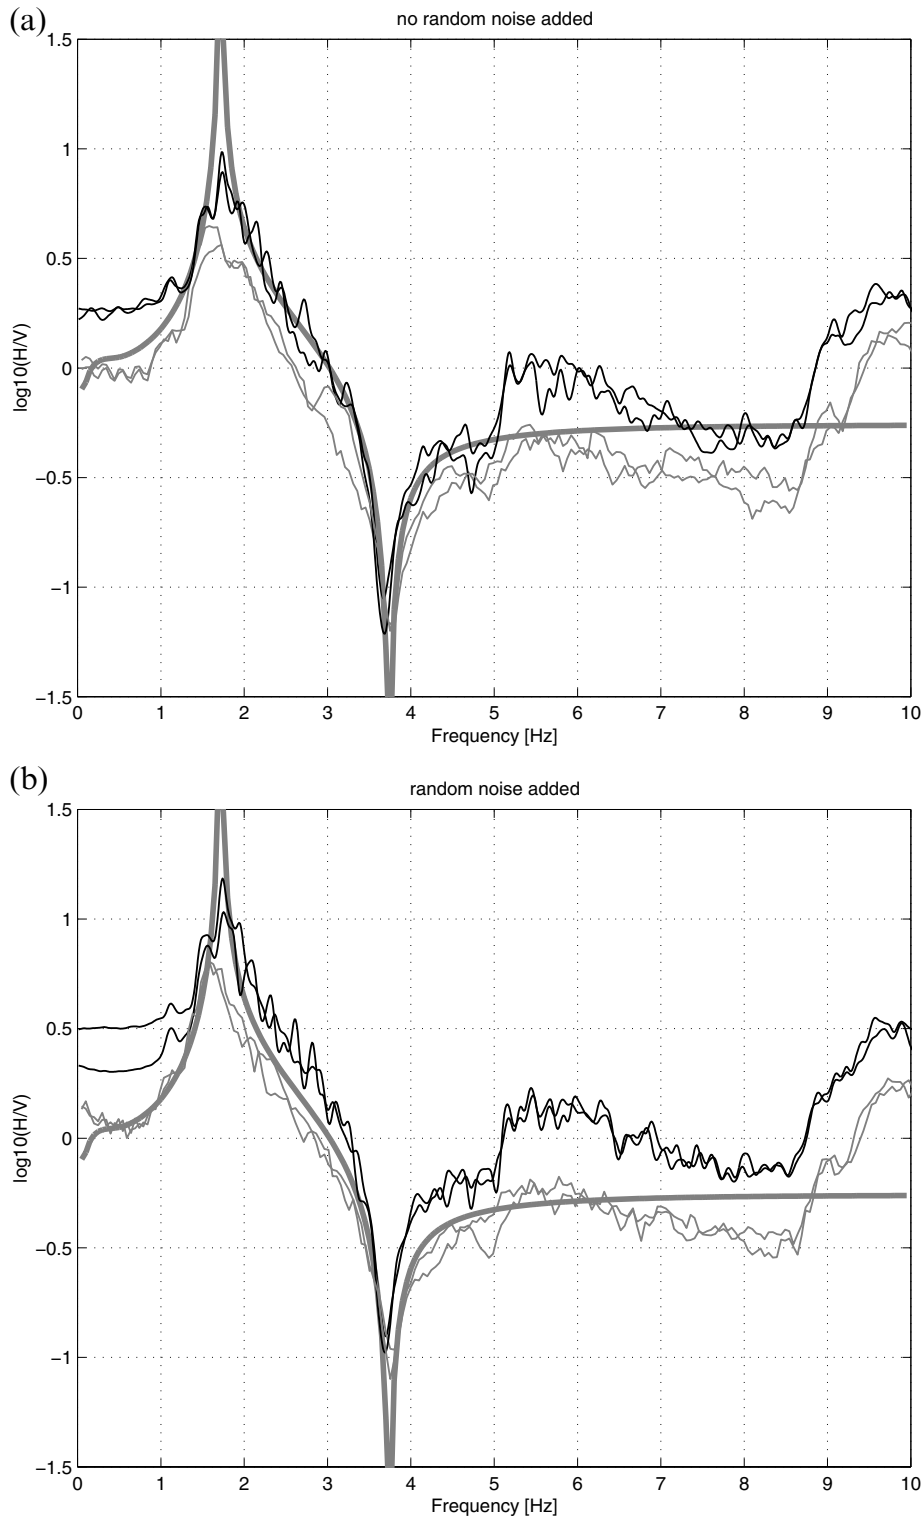 (a)
no random noise added
1.5
1
0.5
0
−0.5
−1
−1.5
log10(H/V)
0 1 2 3 4 5 6 7 8 9 10
Frequency [Hz]
(b)
random noise added
1.5
1
0.5
0
−0.5
−1
−1.5
log10(H/V)
0 1 2 3 4 5 6 7 8 9 10
Frequency [Hz]